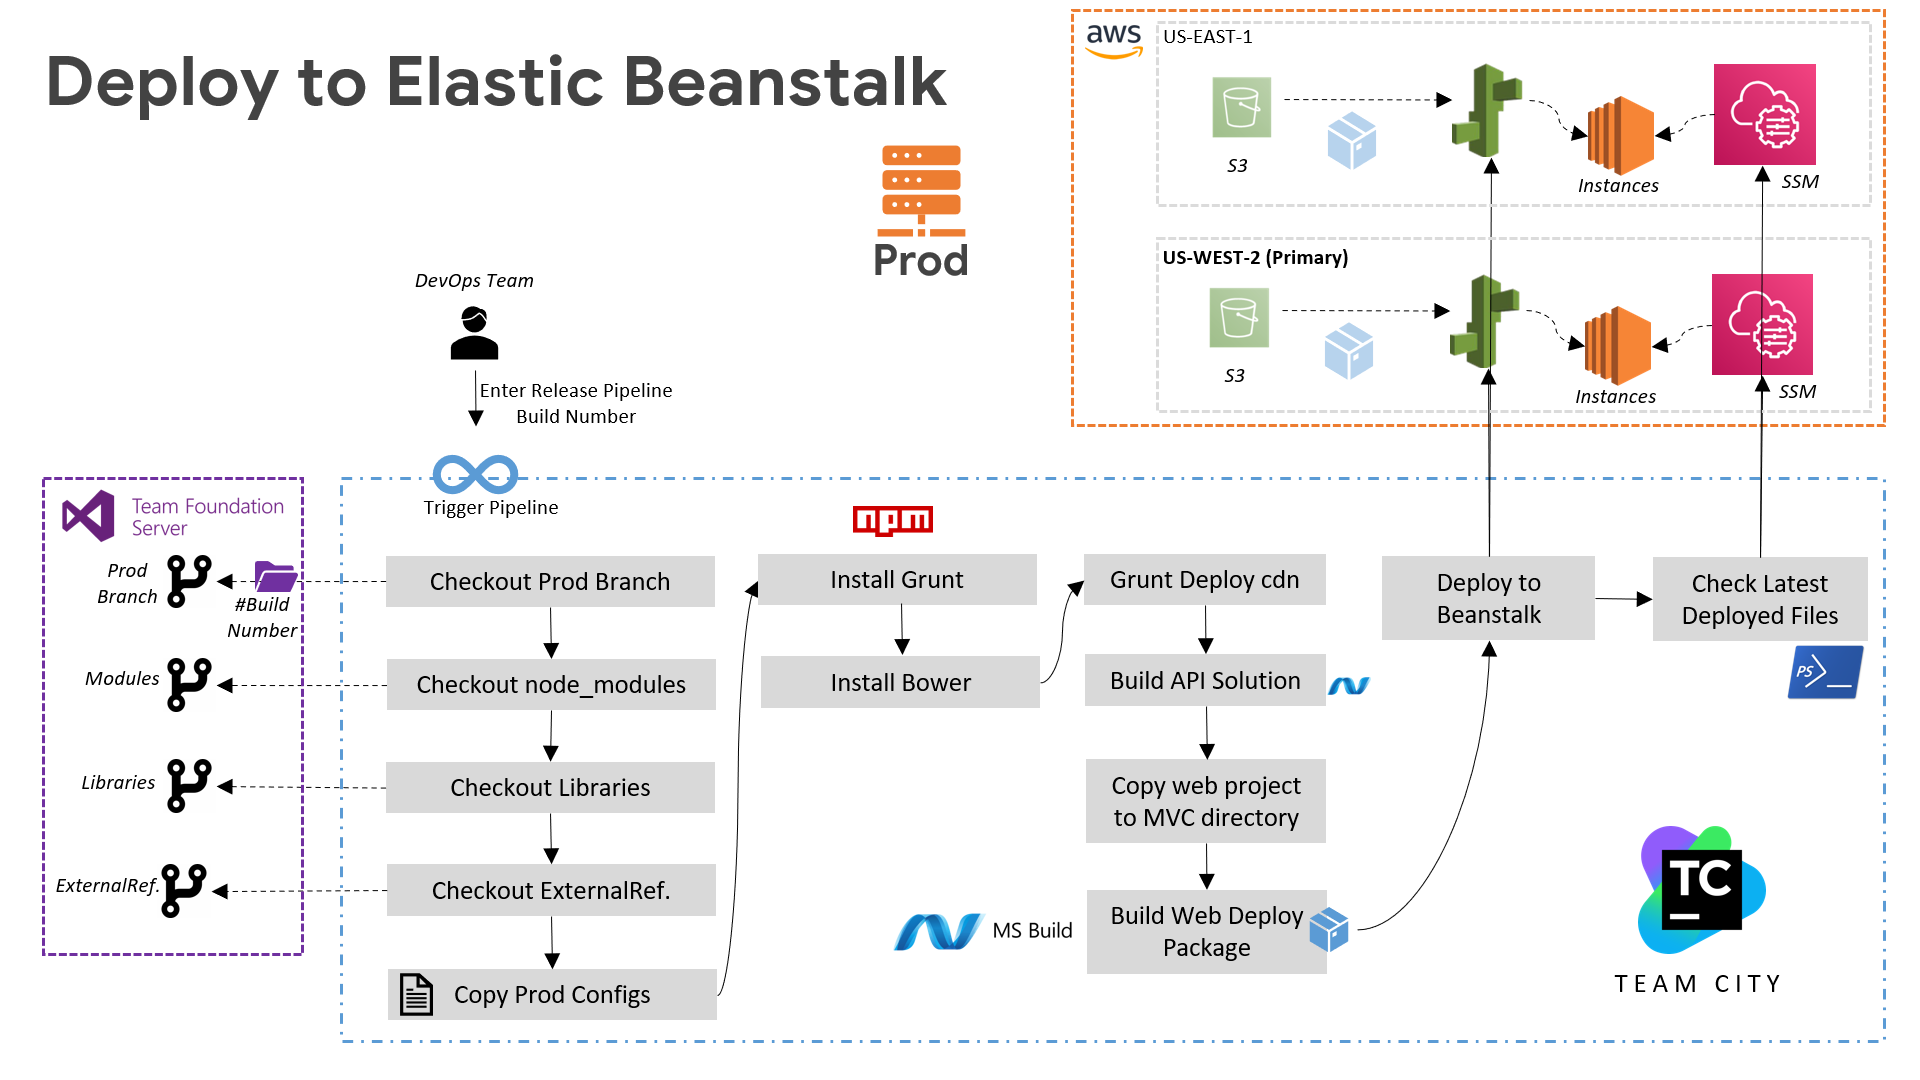 Deploy to Elastic Beanstalk
Prod
aws
US-EAST-1
S3
Instances
SSM
US-WEST-2 (Primary)
S3
Instances
SSM
DevOps Team
Enter Release Pipeline
Build Number
Trigger Pipeline
Team Foundation
Server
Prod
Branch
#Build
Number
Modules
Libraries
ExternalRef.
Checkout Prod Branch
Checkout node_modules
Checkout Libraries
Checkout ExternalRef.
Copy Prod Configs
npm
Install Grunt
Install Bower
Grunt Deploy cdn
Build API Solution
Copy web project
to MVC directory
MS Build
Build Web Deploy
Package
Deploy to
Beanstalk
Check Latest
Deployed Files
PS
TC
TEAM CITY